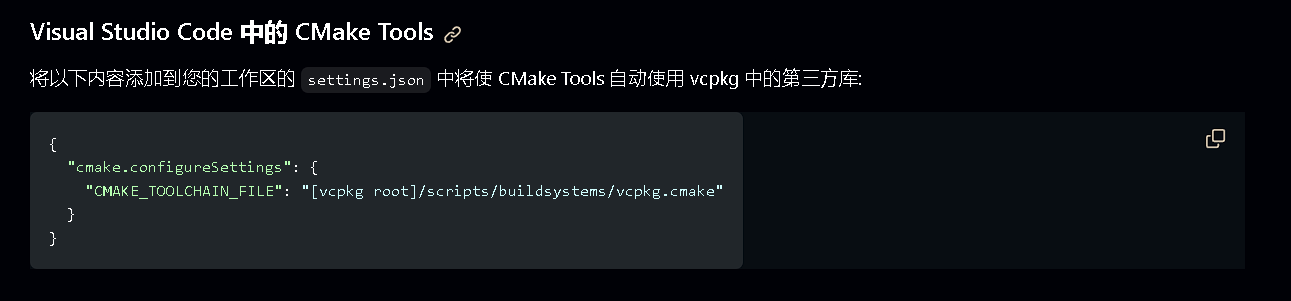 Visual Studio Code 中的 CMake Tools
将以下内容添加到您的工作区的 settings.json 中将使 CMake Tools 自动使用 vcpkg 中的第三方库:
{
  "cmake.configureSettings": {
    "CMAKE_TOOLCHAIN_FILE": "[vcpkg root]/scripts/buildsystems/vcpkg.cmake"
  }
}